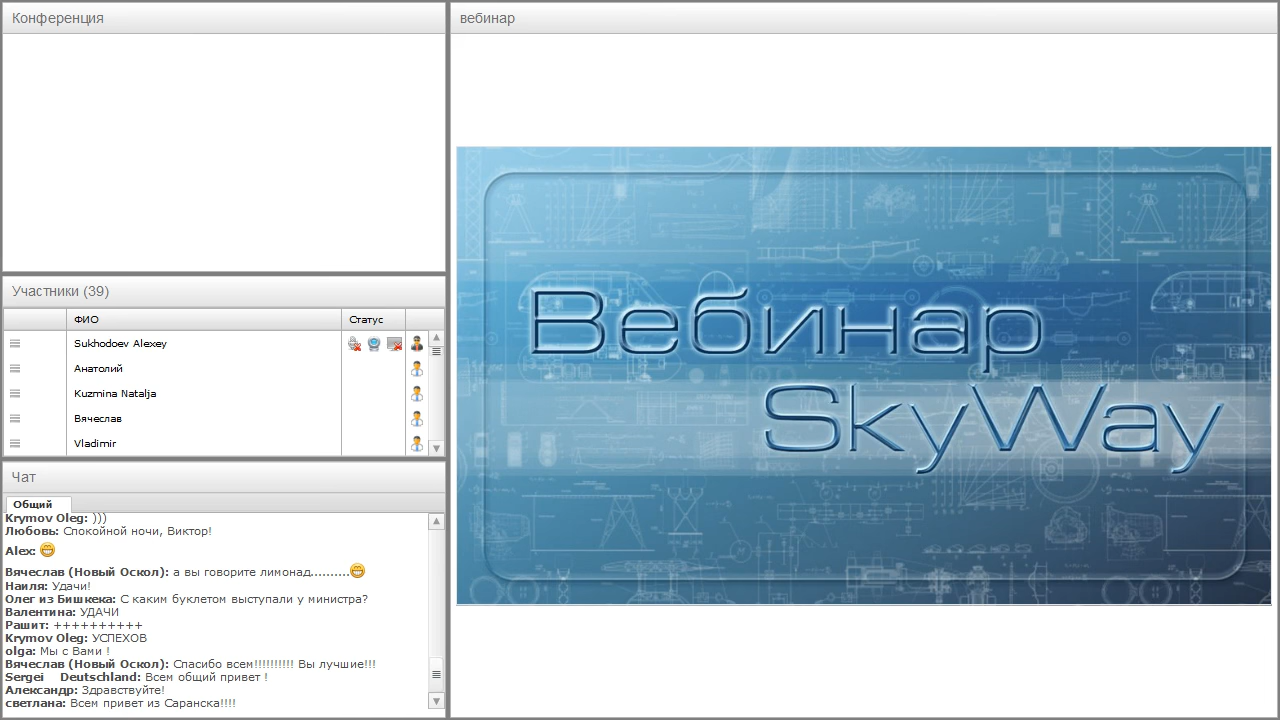 Конференция
вебинар
Участники (39)
ФИО Статус
Sukhodoev Alexey
Анатолий
Kuzmina Natalja
Вячеслав
Vladimir
Чат
Общий
Krymov Oleg: )))
Любовь: Спокойной ночи, Виктор!
Alex:
Вячеслав (Новый Оскол): а вы говорите лимонад..........
Наиля: Удачи!
Олег из Бишкека: С каким буклетом выступали у министра?
Валентина: УДАЧИ
Рашит: ++++++++++
Krymov Oleg: УСПЕХОВ
olga: Мы с Вами !
Вячеслав (Новый Оскол): Спасибо всем!!!!!!!!!! Вы лучшие!!!
Sergei Deutschland: Всем общий привет !
Александр: Здравствуйте!
светлана: Всем привет из Саранска!!!!
Вебинар
SkyWay